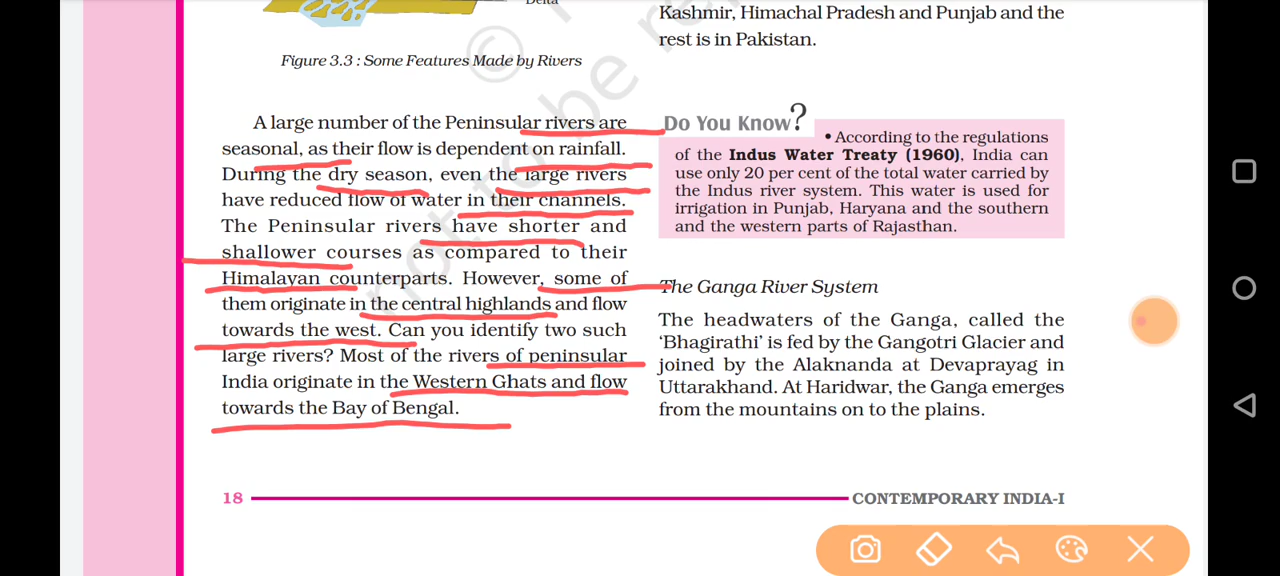 Delta
Figure 3.3 : Some Features Made by Rivers
A large number of the Peninsular rivers are
seasonal, as their flow is dependent on rainfall.
During the dry season, even the large rivers
have reduced flow of water in their channels.
The Peninsular rivers have shorter and
shallower courses as compared to their
Himalayan counterparts. However, some of
them originate in the central highlands and flow
towards the west. Can you identify two such
large rivers? Most of the rivers of peninsular
India originate in the Western Ghats and flow
towards the Bay of Bengal.
Kashmir, Himachal Pradesh and Punjab and the
rest is in Pakistan.
Do You Know?
• According to the regulations
of the Indus Water Treaty (1960), India can
use only 20 per cent of the total water carried by
the Indus river system. This water is used for
irrigation in Punjab, Haryana and the southern
and the western parts of Rajasthan.
The Ganga River System
The headwaters of the Ganga, called the
‘Bhagirathi’ is fed by the Gangotri Glacier and
joined by the Alaknanda at Devaprayag in
Uttarakhand. At Haridwar, the Ganga emerges
from the mountains on to the plains.
18
CONTEMPORARY INDIA-I
©
not to be re